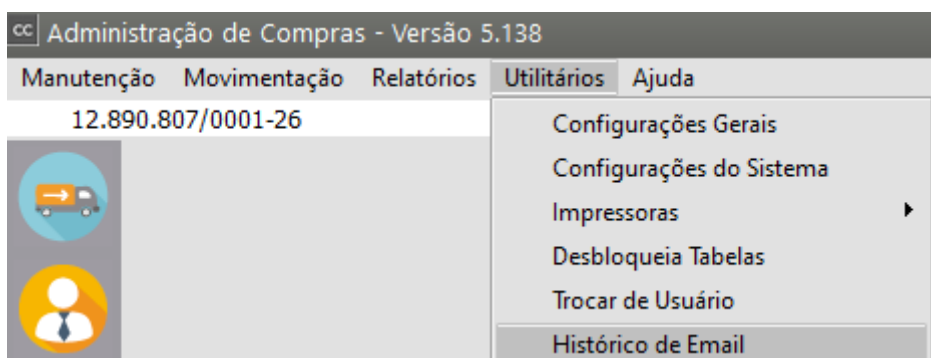 cc Administração de Compras - Versão 5.138
Manutenção Movimentação Relatórios Utilitários Ajuda
12.890.807/0001-26
Configurações Gerais
Configurações do Sistema
Impressoras
Desbloqueia Tabelas
Trocar de Usuário
Histórico de Email